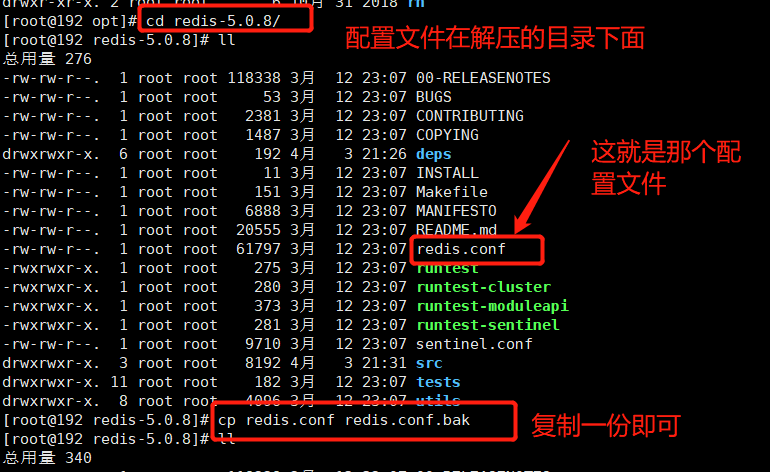 drwxr-xr-x. 2 root root 6 10月 31 2018 rh
[root@192 opt]# cd redis-5.0.8/
[root@192 redis-5.0.8]# ll
配置文件在解压的目录下面
总用量 276
-rw-rw-r--. 1 root root 118338 3月 12 23:07 00-RELEASENOTES
-rw-rw-r--. 1 root root 53 3月 12 23:07 BUGS
-rw-rw-r--. 1 root root 2381 3月 12 23:07 CONTRIBUTING
-rw-rw-r--. 1 root root 1487 3月 12 23:07 COPYING
drwxrwxr-x. 6 root root 192 4月 3 21:26 deps
这就是那个配
置文件
-rw-rw-r--. 1 root root 11 3月 12 23:07 INSTALL
-rw-rw-r--. 1 root root 151 3月 12 23:07 Makefile
-rw-rw-r--. 1 root root 6888 3月 12 23:07 MANIFESTO
-rw-rw-r--. 1 root root 20555 3月 12 23:07 README.md
-rw-rw-r--. 1 root root 61797 3月 12 23:07 redis.conf
-rwxrwxr-x. 1 root root 275 3月 12 23:07 runtest
-rwxrwxr-x. 1 root root 280 3月 12 23:07 runtest-cluster
-rwxrwxr-x. 1 root root 373 3月 12 23:07 runtest-moduleapi
-rwxrwxr-x. 1 root root 281 3月 12 23:07 runtest-sentinel
-rw-rw-r--. 1 root root 9710 3月 12 23:07 sentinel.conf
drwxrwxr-x. 3 root root 8192 4月 3 21:31 src
drwxrwxr-x. 11 root root 182 3月 12 23:07 tests
drwxrwxr-x. 8 root root 4096 3月 12 23:07 utils
[root@192 redis-5.0.8]# cp redis.conf redis.conf.bak
复制一份即可
[root@192 redis-5.0.8]# ll
总用量 340